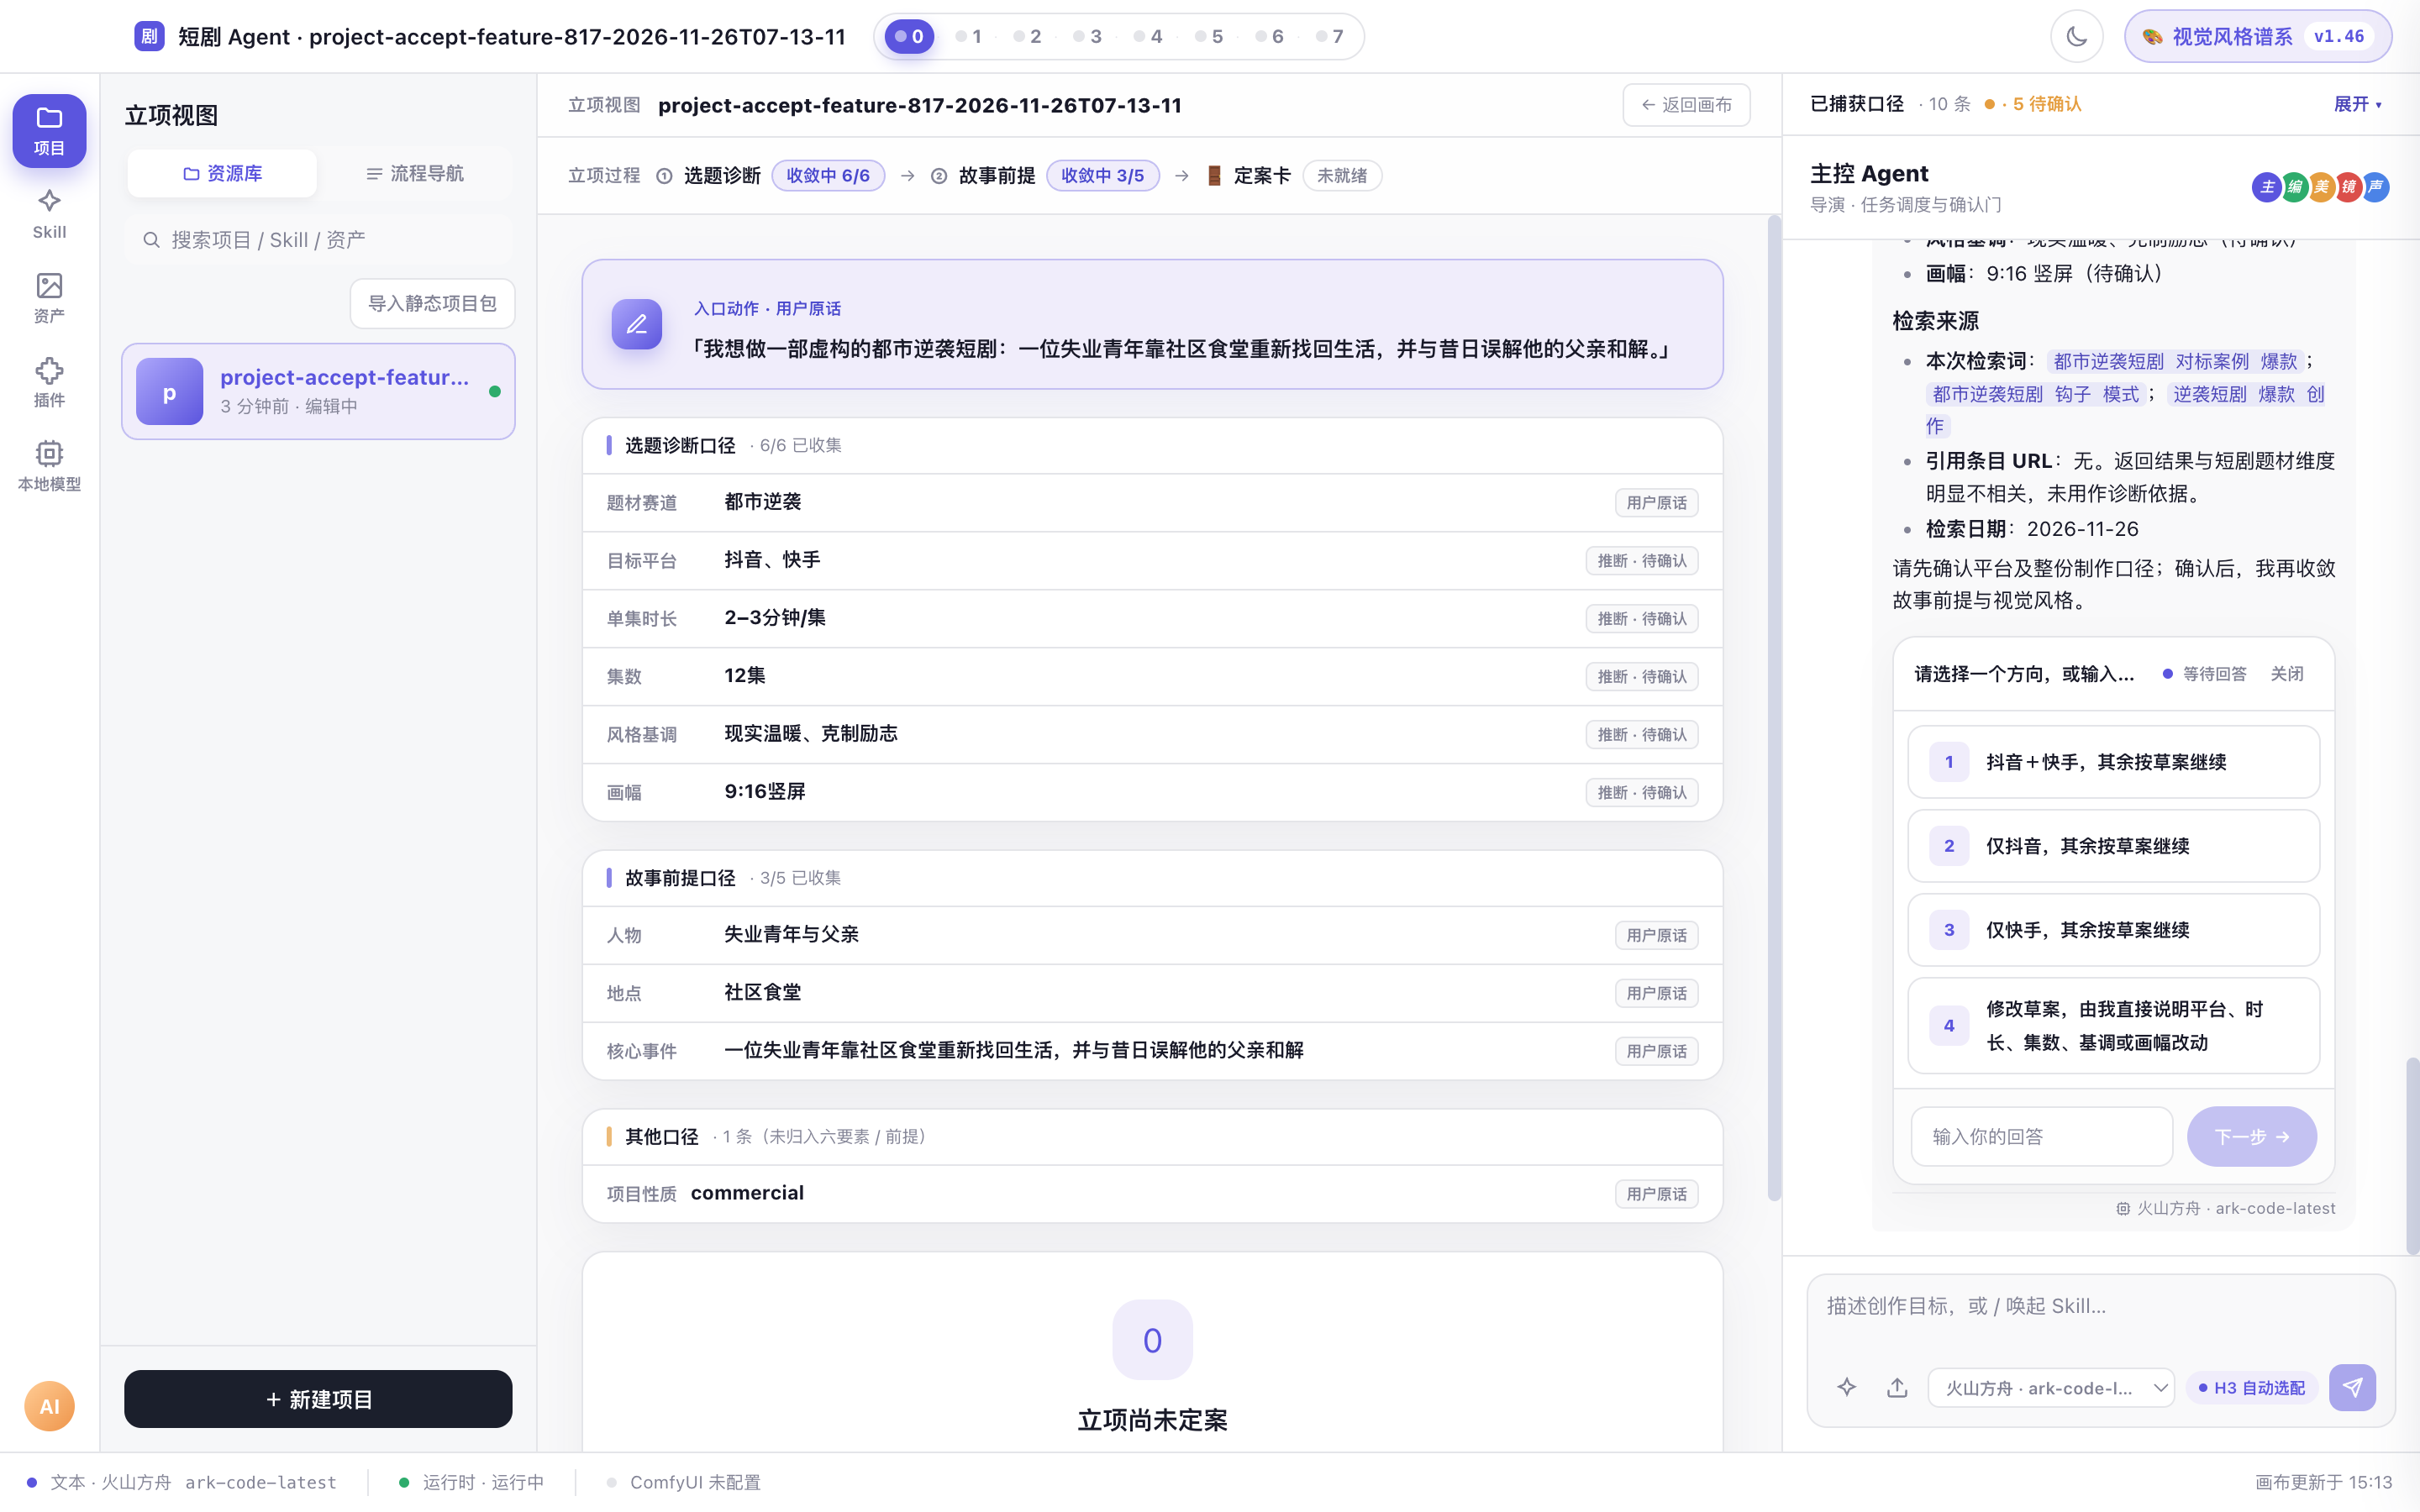 剧 短剧 Agent · project-accept-feature-817-2026-11-26T07-13-11
0 · 1 · 2 · 3 · 4 · 5 · 6 · 7
视觉风格谱系 v1.46
项目
Skill
资产
插件
本地模型
AI
立项视图
资源库
流程导航
搜索项目 / Skill / 资产
导入静态项目包
p
project-accept-featur...
3 分钟前 · 编辑中
+ 新建项目
立项视图 project-accept-feature-817-2026-11-26T07-13-11
← 返回画布
立项过程 ① 选题诊断 收敛中 6/6 → ② 故事前提 收敛中 3/5 → 定案卡 未就绪
入口动作 · 用户原话
「我想做一部虚构的都市逆袭短剧：一位失业青年靠社区食堂重新找回生活，并与昔日误解他的父亲和解。」
选题诊断口径 · 6/6 已收集
题材赛道 都市逆袭 用户原话
目标平台 抖音、快手 推断 · 待确认
单集时长 2–3分钟/集 推断 · 待确认
集数 12集 推断 · 待确认
风格基调 现实温暖、克制励志 推断 · 待确认
画幅 9:16竖屏 推断 · 待确认
故事前提口径 · 3/5 已收集
人物 失业青年与父亲 用户原话
地点 社区食堂 用户原话
核心事件 一位失业青年靠社区食堂重新找回生活，并与昔日误解他的父亲和解 用户原话
其他口径 · 1 条（未归入六要素 / 前提）
项目性质 commercial 用户原话
0
立项尚未定案
已捕获口径 · 10 条 · 5 待确认
展开 ▾
主控 Agent
导演 · 任务调度与确认门
主 编 美 镜 声
风格基调：现实温暖、克制励志（待确认）
画幅：9:16 竖屏（待确认）
检索来源
本次检索词：都市逆袭短剧 对标案例 爆款；
都市逆袭短剧 钩子 模式；逆袭短剧 爆款 创
作
引用条目 URL：无。返回结果与短剧题材维度
明显不相关，未用作诊断依据。
检索日期：2026-11-26
请先确认平台及整份制作口径；确认后，我再收敛
故事前提与视觉风格。
请选择一个方向，或输入... 等待回答 关闭
1 抖音＋快手，其余按草案继续
2 仅抖音，其余按草案继续
3 仅快手，其余按草案继续
4 修改草案，由我直接说明平台、时
长、集数、基调或画幅改动
输入你的回答
下一步 →
火山方舟 · ark-code-latest
描述创作目标，或 / 唤起 Skill...
火山方舟 · ark-code-l...
H3 自动选配
文本 · 火山方舟 ark-code-latest
运行时 · 运行中
ComfyUI 未配置
画布更新于 15:13